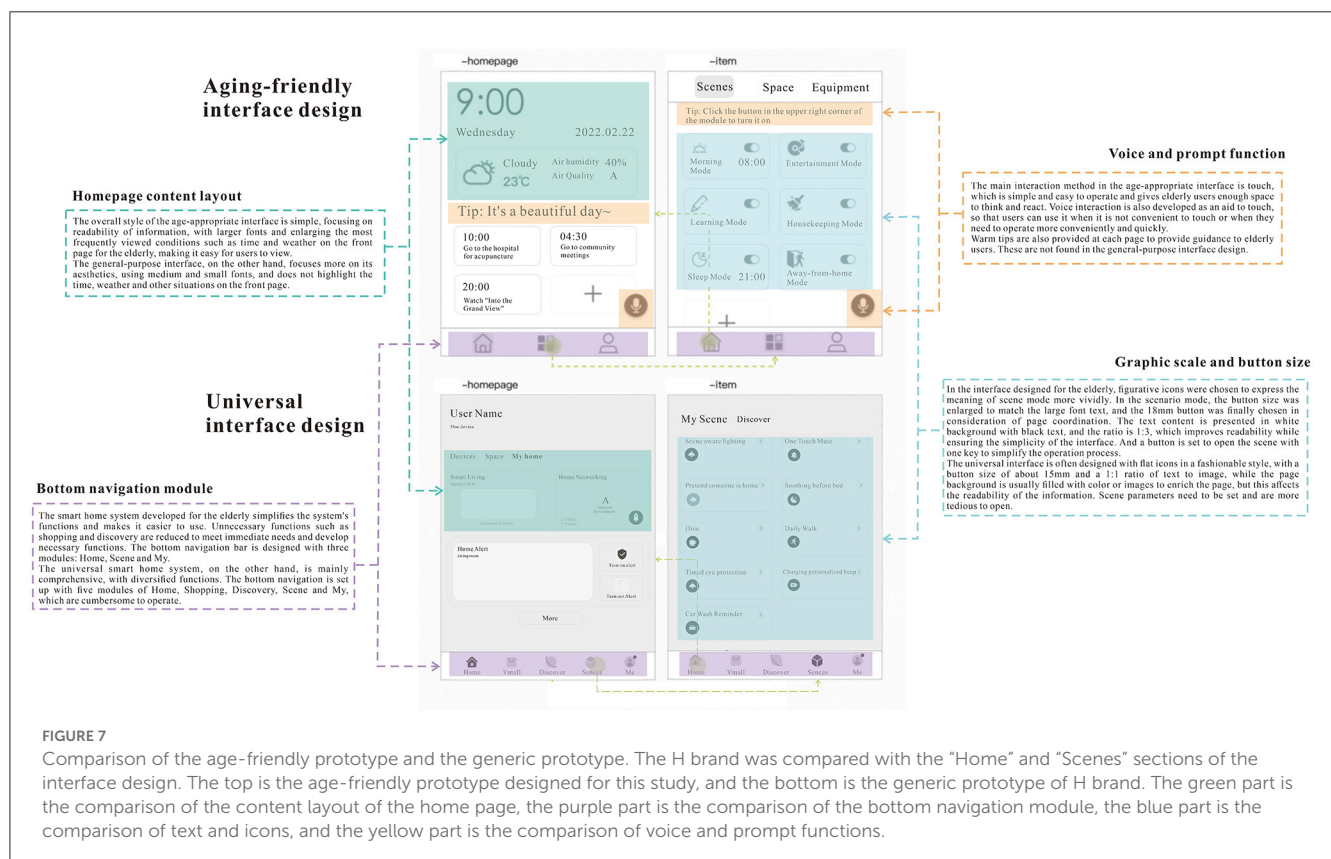 Aging-friendly
interface design
Homepage content layout
The overall style of the age-appropriate interface is simple, focusing on
readability of information, with larger fonts and enlarging the most
frequently viewed conditions such as time and weather on the front
page for the elderly, making it easy for users to view.
The general-purpose interface, on the other hand, focuses more on its
aesthetics, using medium and small fonts, and does not highlight the
time, weather and other situations on the front page.
Universal
interface design
Bottom navigation module
The smart home system developed for the elderly simplifies the system's
functions and makes it easier to use. Unnecessary functions such as
shopping and discovery are reduced to meet immediate needs and develop
necessary functions. The bottom navigation bar is designed with three
modules: Home, Scene and My.
The universal smart home system, on the other hand, is mainly
comprehensive, with diversified functions. The bottom navigation is set
up with five modules of Home, Shopping, Discovery, Scene and My,
which are cumbersome to operate.
-homepage
9:00
Wednesday 2022.02.22
Cloudy Air humidity 40%
23℃ Air Quality A
Tip: It's a beautiful day~
10:00 04:30
Go to the hospital Go to community
for acupuncture meetings
20:00
Watch "Into the
Grand View"
-item
Scenes Space Equipment
Tip: Click the button in the upper right corner of
the module to turn it on
Morning 08:00 Entertainment Mode
Mode
Learning Mode Housekeeping Mode
Sleep Mode 21:00 Away-from-home
Mode
-homepage
User Name
One device
Devices Space My home
Smart Living Home Networking
A
Home Alert
Livingroom
Turn on alert
Turn out Alert
More
Home Vmall Discover Sences Me
-item
My Scene Discover
Scene aware lighting One Touch Mute
Pretend someone is home Soothing before bed
Dine Daily Walk
Timed eye protection Charging personalized beep
Car Wash Reminder
Home Vmall Discover Sences Me
Voice and prompt function
The main interaction method in the age-appropriate interface is touch,
which is simple and easy to operate and gives elderly users enough space
to think and react. Voice interaction is also developed as an aid to touch,
so that users can use it when it is not convenient to touch or when they
need to operate more conveniently and quickly.
Warm tips are also provided at each page to provide guidance to elderly
users. These are not found in the general-purpose interface design.
Graphic scale and button size
In the interface designed for the elderly, figurative icons were chosen to express the
meaning of scene mode more vividly. In the scenario mode, the button size was
enlarged to match the large font text, and the 18mm button was finally chosen in
consideration of page coordination. The text content is presented in white
background with black text, and the ratio is 1:3, which improves readability while
ensuring the simplicity of the interface. And a button is set to open the scene with
one key to simplify the operation process.
The universal interface is often designed with flat icons in a fashionable style, with a
button size of about 15mm and a 1:1 ratio of text to image, while the page
background is usually filled with color or images to enrich the page, but this affects
the readability of the information. Scene parameters need to be set and are more
tedious to open.
FIGURE 7
Comparison of the age-friendly prototype and the generic prototype. The H brand was compared with the "Home" and "Scenes" sections of the
interface design. The top is the age-friendly prototype designed for this study, and the bottom is the generic prototype of H brand. The green part is
the comparison of the content layout of the home page, the purple part is the comparison of the bottom navigation module, the blue part is the
comparison of text and icons, and the yellow part is the comparison of voice and prompt functions.